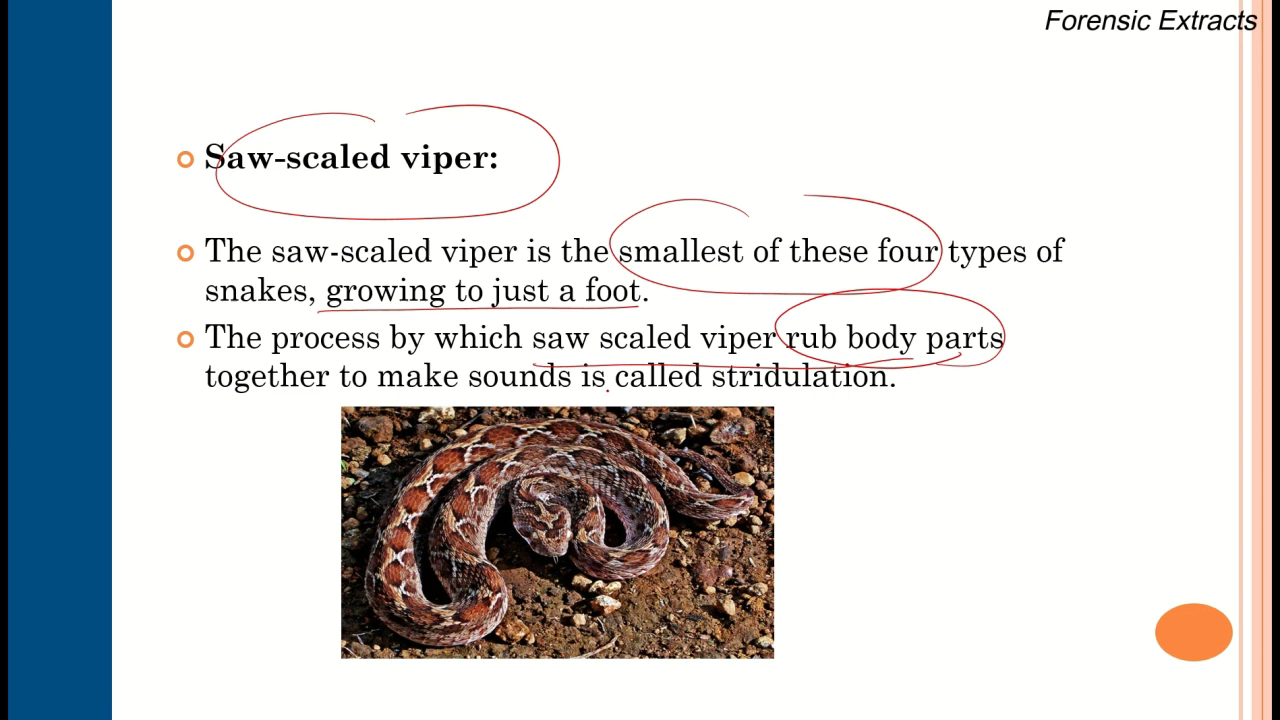 Forensic Extracts
Saw-scaled viper:
The saw-scaled viper is the smallest of these four types of
snakes, growing to just a foot.
The process by which saw scaled viper rub body parts
together to make sounds is called stridulation.